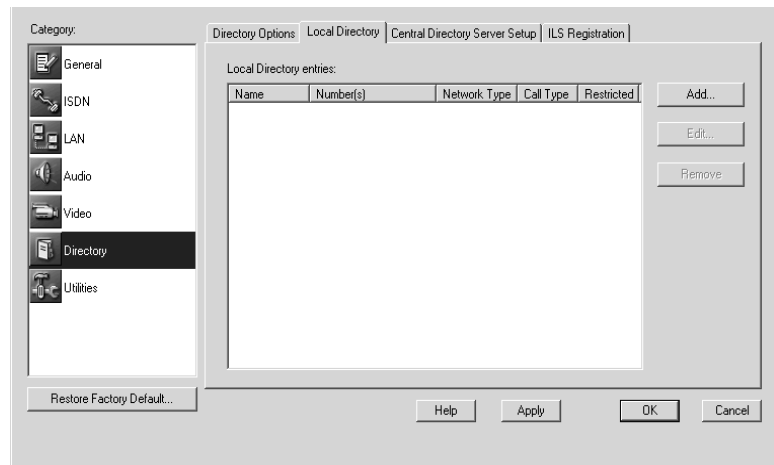 Category:
General
ISDN
LAN
Audio
Video
Directory
Utilities
Restore Factory Default...
Directory Options Local Directory Central Directory Server Setup ILS Registration
Local Directory entries:
Name Number(s) Network Type Call Type Restricted
Add...
Edit...
Remove
Help Apply OK Cancel